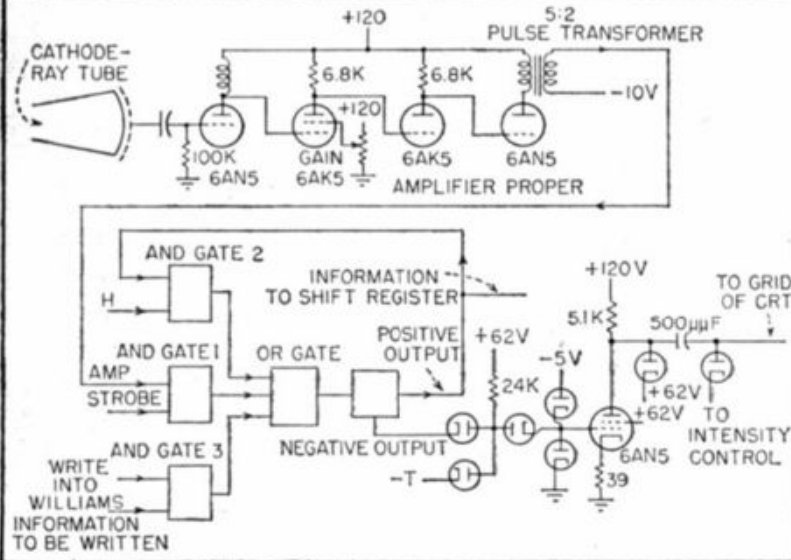 +120
5:2
PULSE TRANSFORMER
CATHODE-
RAY TUBE
6.8K
6.8K
+120
-10V
100K
6AN5
GAIN
6AK5
6AK5
6AN5
AMPLIFIER PROPER
AND GATE 2
H
INFORMATION
TO SHIFT REGISTER
POSITIVE
OUTPUT
AND GATE 1
AMP
STROBE
OR GATE
NEGATIVE OUTPUT
AND GATE 3
WRITE
INTO
WILLIAMS
INFORMATION
TO BE WRITTEN
+62V
24K
-T
-5V
+120V
5.1K
500μμF
TO GRID
OF CRT
+62V
+62V
6AN5
39
TO
INTENSITY
CONTROL